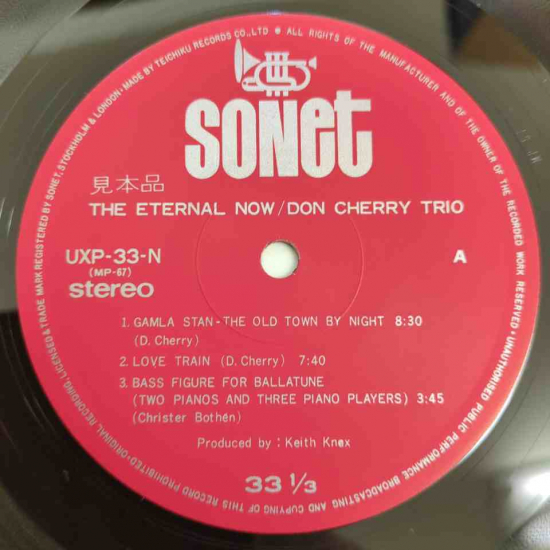 SONET
見本品
THE ETERNAL NOW/DON CHERRY TRIO
UXP-33-N
A
(MP-67)
stereo
1. GAMLA STAN-THE OLD TOWN BY NIGHT 8:30
(D. Cherry)
2. LOVE TRAIN (D. Cherry) 7:40
3. BASS FIGURE FOR BALLATUNE
(TWO PIANOS AND THREE PIANO PLAYERS) 3:45
(Christer Bothén)
Produced by : Keith Knox
33 1/3
TRADE MARK REGISTERED BY SONET, STOCKHOLM & LONDON·MADE BY TEICHIKU RECORDS CO.,LTD ● ALL RIGHTS OF THE MANUFACTURER AND OF THE OWNER OF THE RECORDED WORK RESERVED·UNAUTHORISED PUBLIC PERFORMANCE BROADCASTING AND COPYING OF THIS RECORD PROHIBITED·ORIGINAL RECORDING, LICENSED &